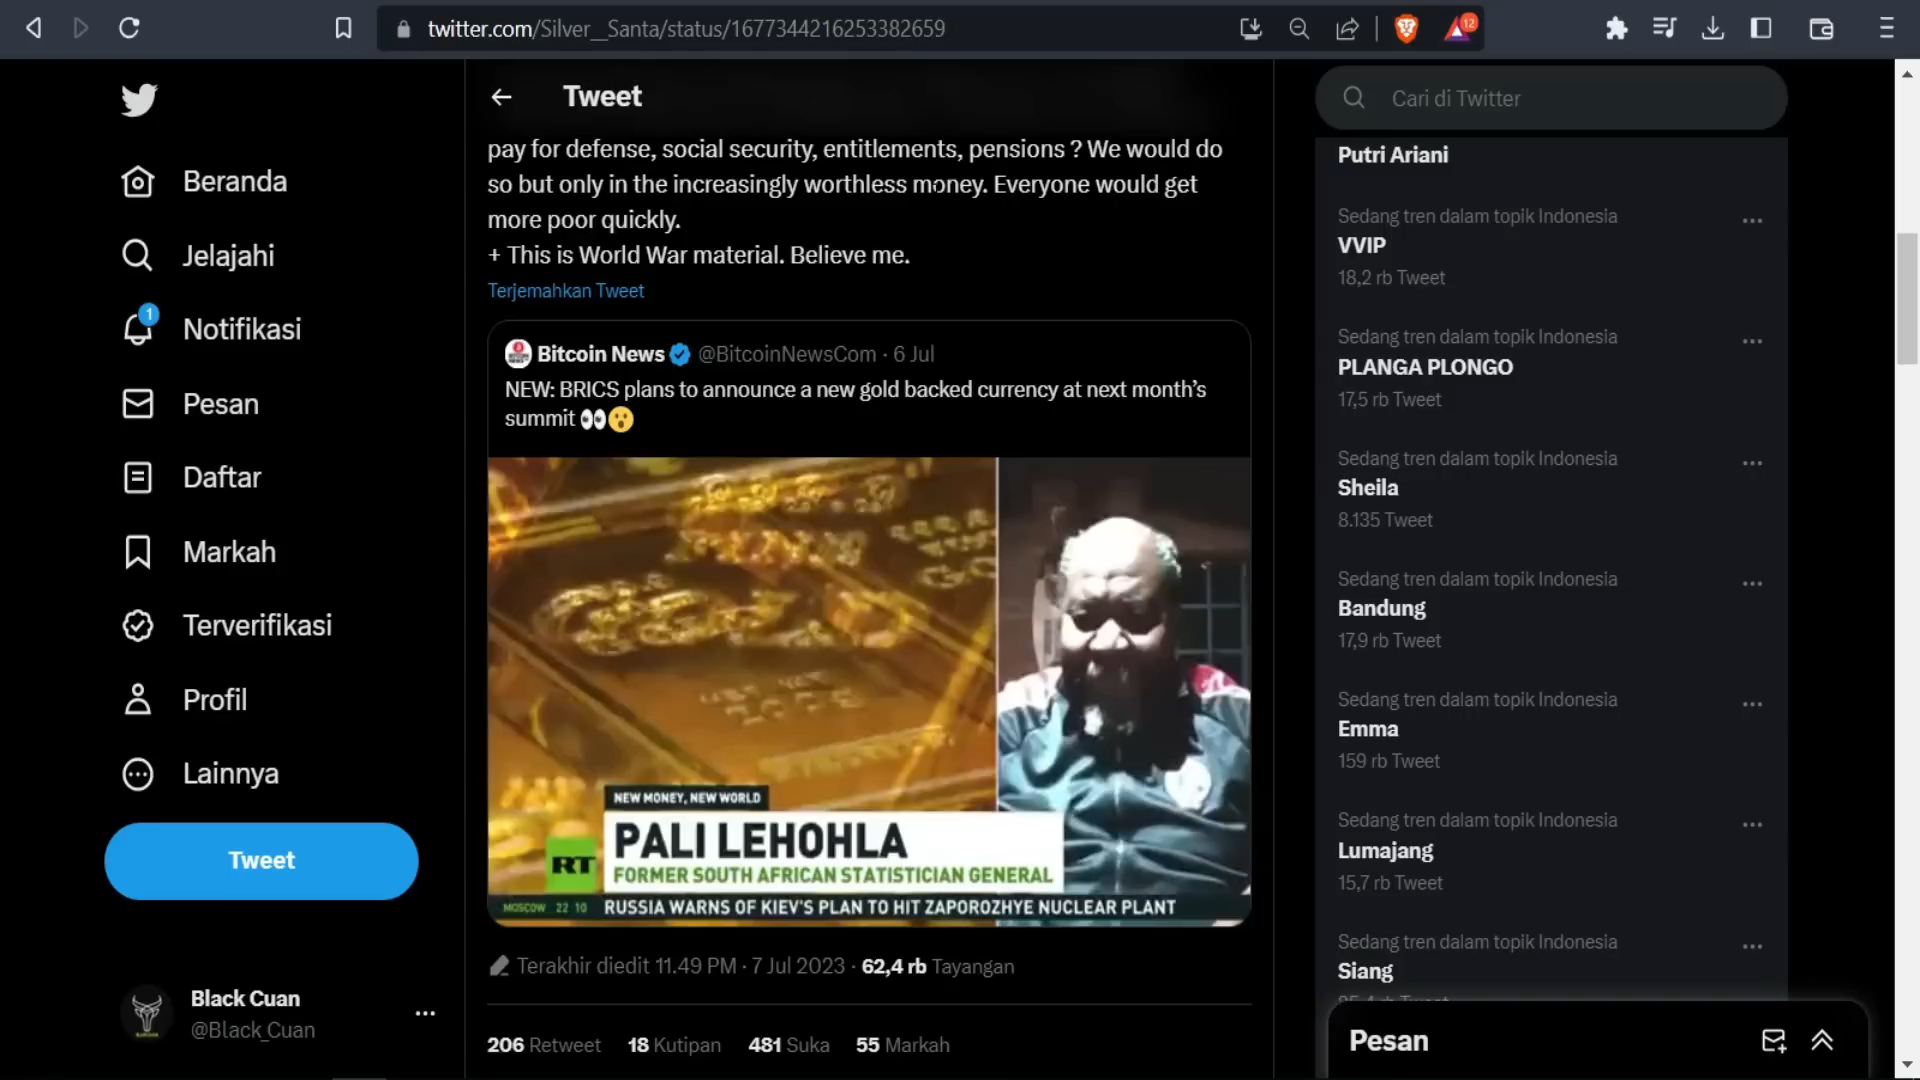 twitter.com/Silver__Santa/status/1677344216253382659
12
Beranda
Jelajahi
1
Notifikasi
Pesan
Daftar
Markah
Terverifikasi
Profil
Lainnya
Tweet
Black Cuan
@Black_Cuan
Tweet
pay for defense, social security, entitlements, pensions ? We would do
so but only in the increasingly worthless money. Everyone would get
more poor quickly.
+ This is World War material. Believe me.
Terjemahkan Tweet
Bitcoin News @BitcoinNewsCom · 6 Jul
NEW: BRICS plans to announce a new gold backed currency at next month’s
summit 👀😮
NEW MONEY, NEW WORLD
PALI LEHOHLA
RT
FORMER SOUTH AFRICAN STATISTICIAN GENERAL
MOSCOW 22 10
RUSSIA WARNS OF KIEV'S PLAN TO HIT ZAPOROZHYE NUCLEAR PLANT
Terakhir diedit 11.49 PM · 7 Jul 2023 · 62,4 rb Tayangan
206 Retweet 18 Kutipan 481 Suka 55 Markah
Cari di Twitter
Putri Ariani
Sedang tren dalam topik Indonesia
VVIP
18,2 rb Tweet
Sedang tren dalam topik Indonesia
PLANGA PLONGO
17,5 rb Tweet
Sedang tren dalam topik Indonesia
Sheila
8.135 Tweet
Sedang tren dalam topik Indonesia
Bandung
17,9 rb Tweet
Sedang tren dalam topik Indonesia
Emma
159 rb Tweet
Sedang tren dalam topik Indonesia
Lumajang
15,7 rb Tweet
Sedang tren dalam topik Indonesia
Siang
Pesan